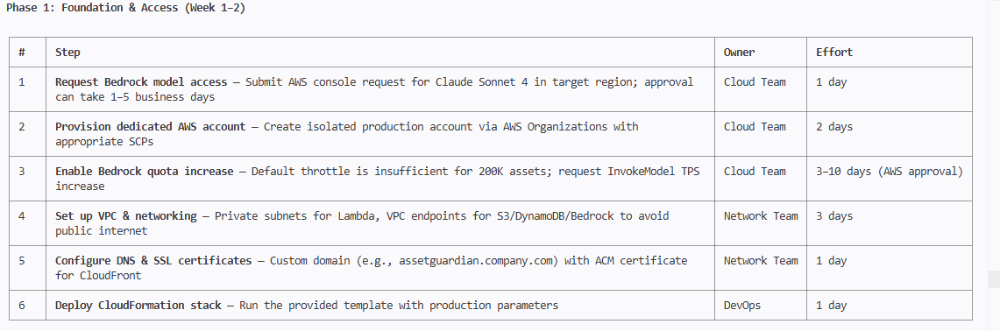 Phase 1: Foundation & Access (Week 1–2)
# Step Owner Effort
1 Request Bedrock model access — Submit AWS console request for Claude Sonnet 4 in target region; approval Cloud Team 1 day
can take 1–5 business days
2 Provision dedicated AWS account — Create isolated production account via AWS Organizations with Cloud Team 2 days
appropriate SCPs
3 Enable Bedrock quota increase — Default throttle is insufficient for 200K assets; request InvokeModel TPS Cloud Team 3–10 days (AWS approval)
increase
4 Set up VPC & networking — Private subnets for Lambda, VPC endpoints for S3/DynamoDB/Bedrock to avoid Network Team 3 days
public internet
5 Configure DNS & SSL certificates — Custom domain (e.g., assetguardian.company.com) with ACM certificate Network Team 1 day
for CloudFront
6 Deploy CloudFormation stack — Run the provided template with production parameters DevOps 1 day